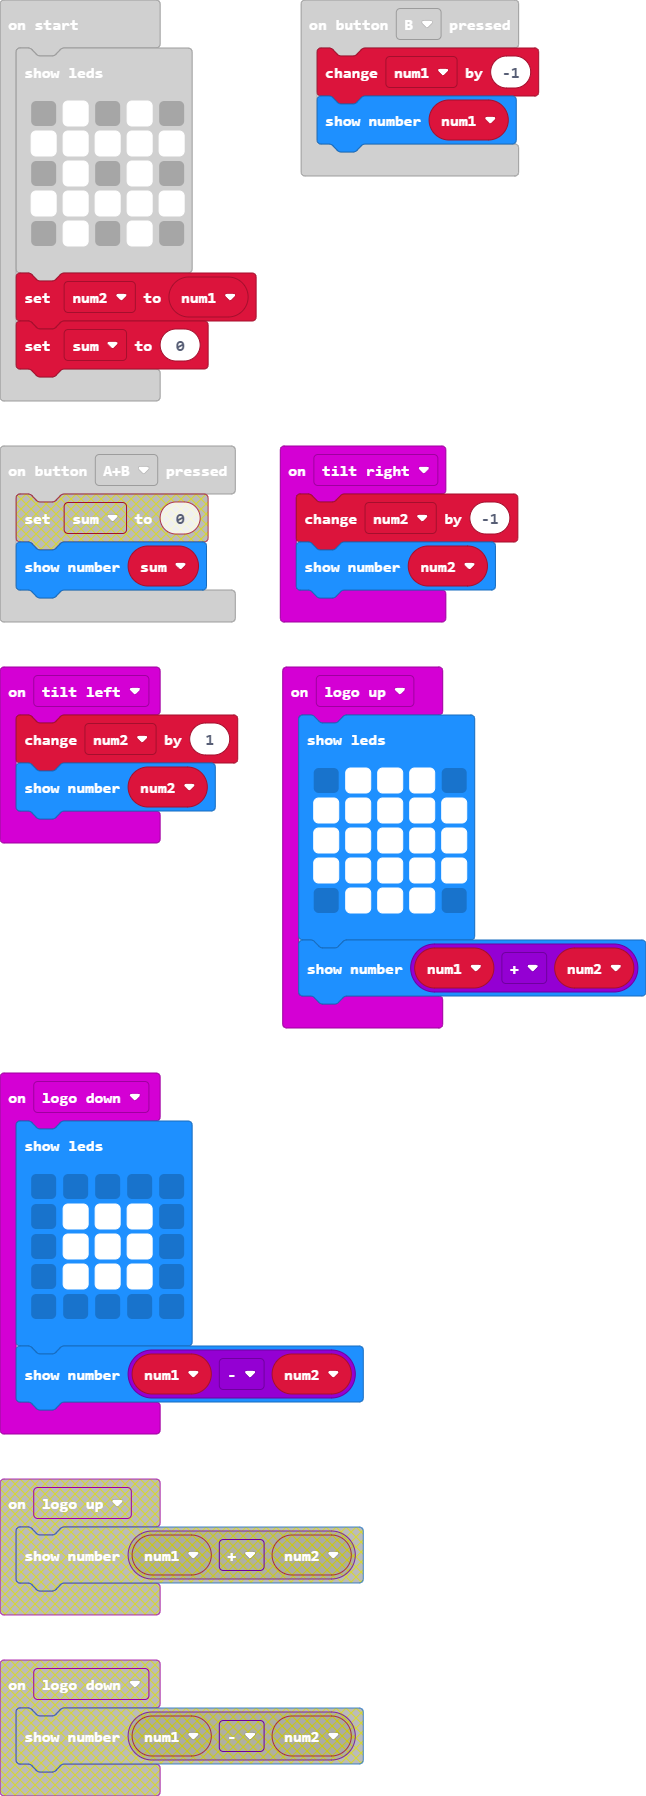 on start
show leds
set num2 to num1
set sum to 0
on button B pressed
change num1 by -1
show number num1
on button A+B pressed
set sum to 0
show number sum
on tilt right
change num2 by -1
show number num2
on tilt left
change num2 by 1
show number num2
on logo up
show leds
show number num1 + num2
on logo down
show leds
show number num1 - num2
on logo up
show number num1 + num2
on logo down
show number num1 - num2